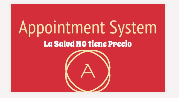 Appointment System
La Salud NO tiene Precio
A